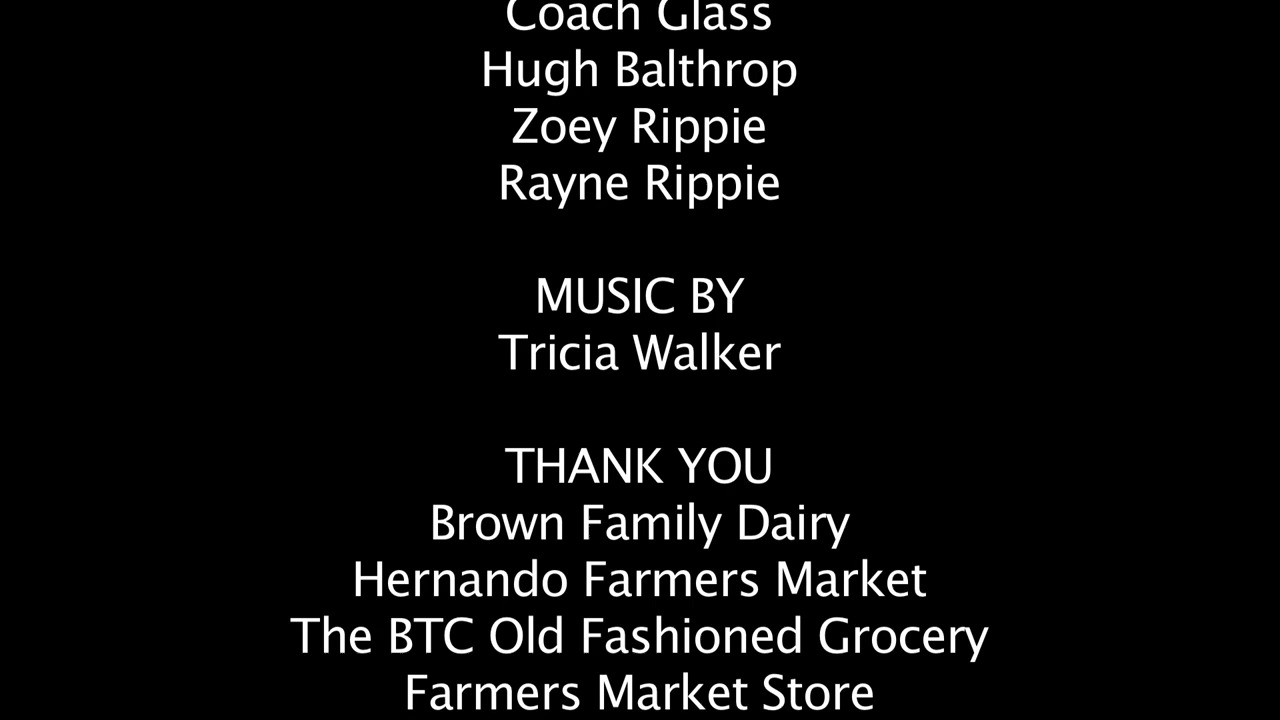 Coach Glass
Hugh Balthrop
Zoey Rippie
Rayne Rippie
MUSIC BY
Tricia Walker
THANK YOU
Brown Family Dairy
Hernando Farmers Market
The BTC Old Fashioned Grocery
Farmers Market Store